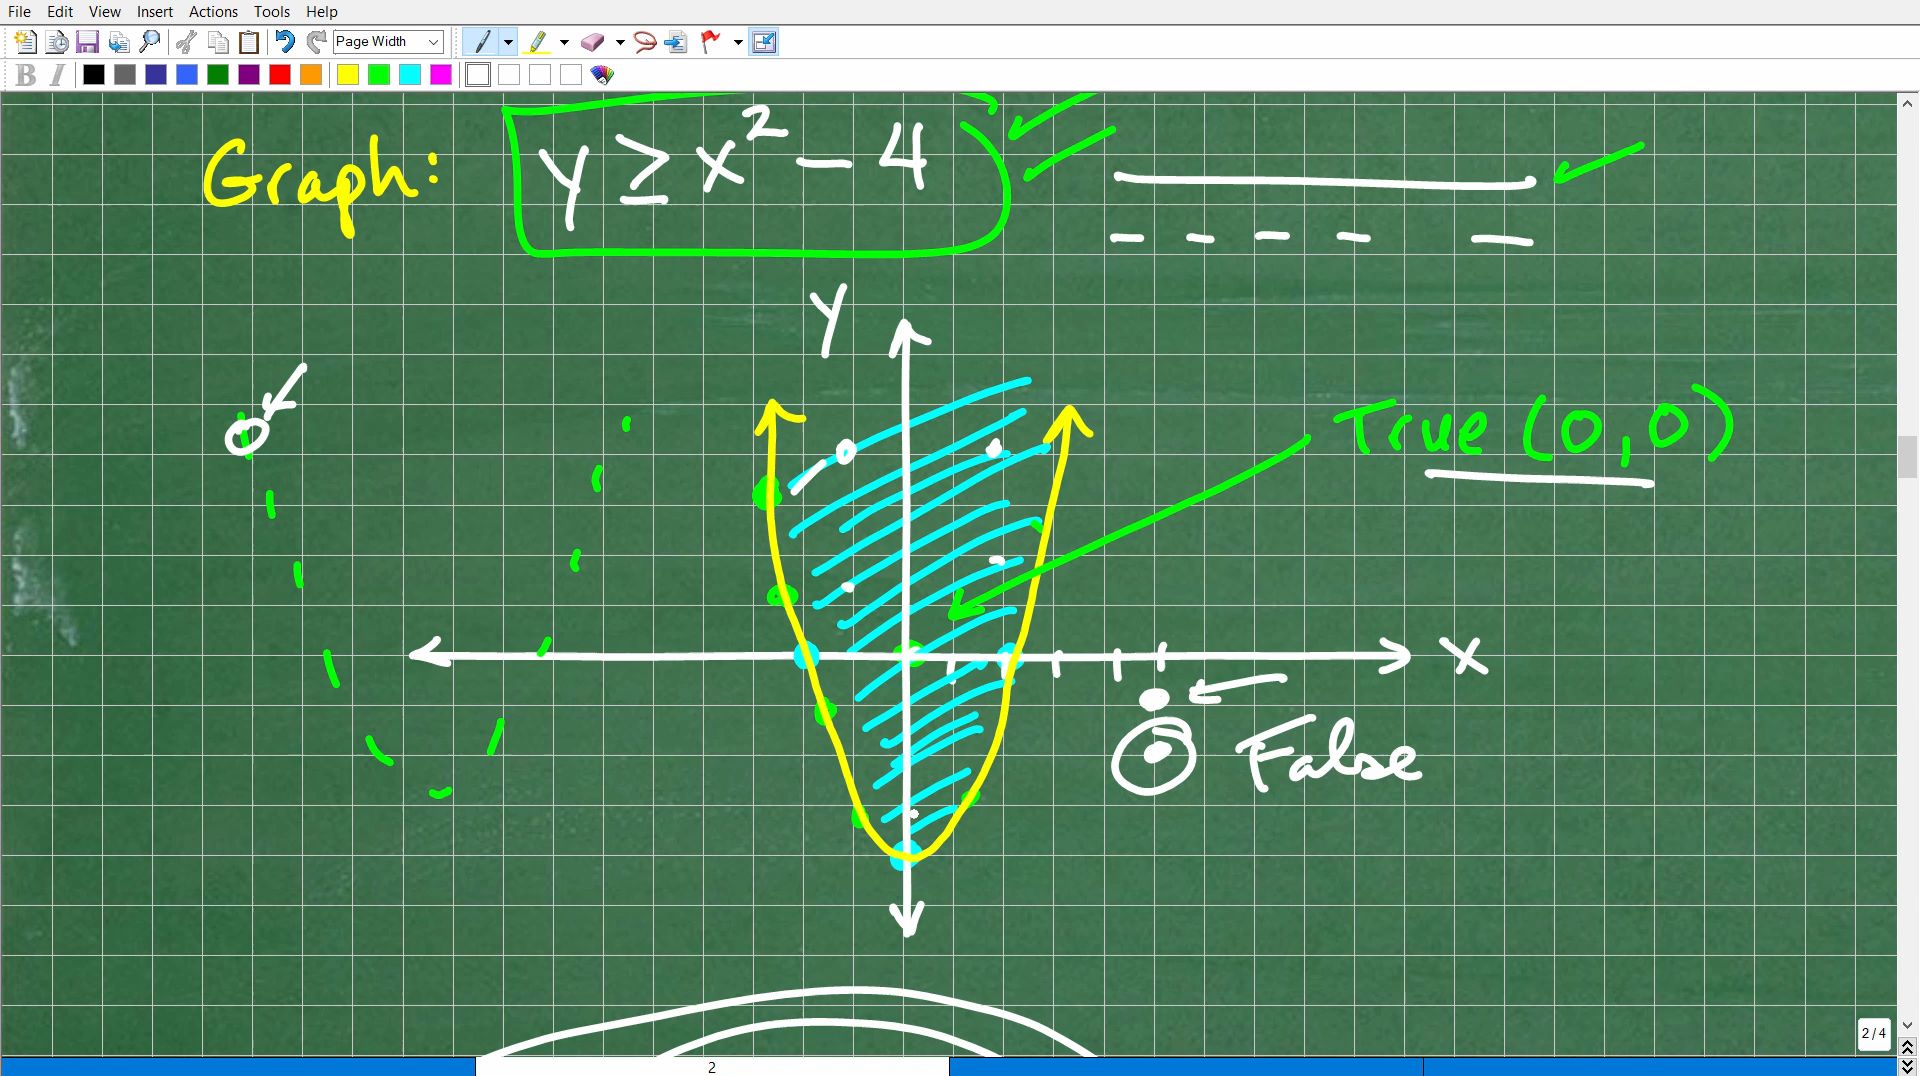 File Edit View Insert Actions Tools Help
Page Width
B I
Graph: y ≥ x² - 4
y
True (0,0)
x
False
2 / 4
2